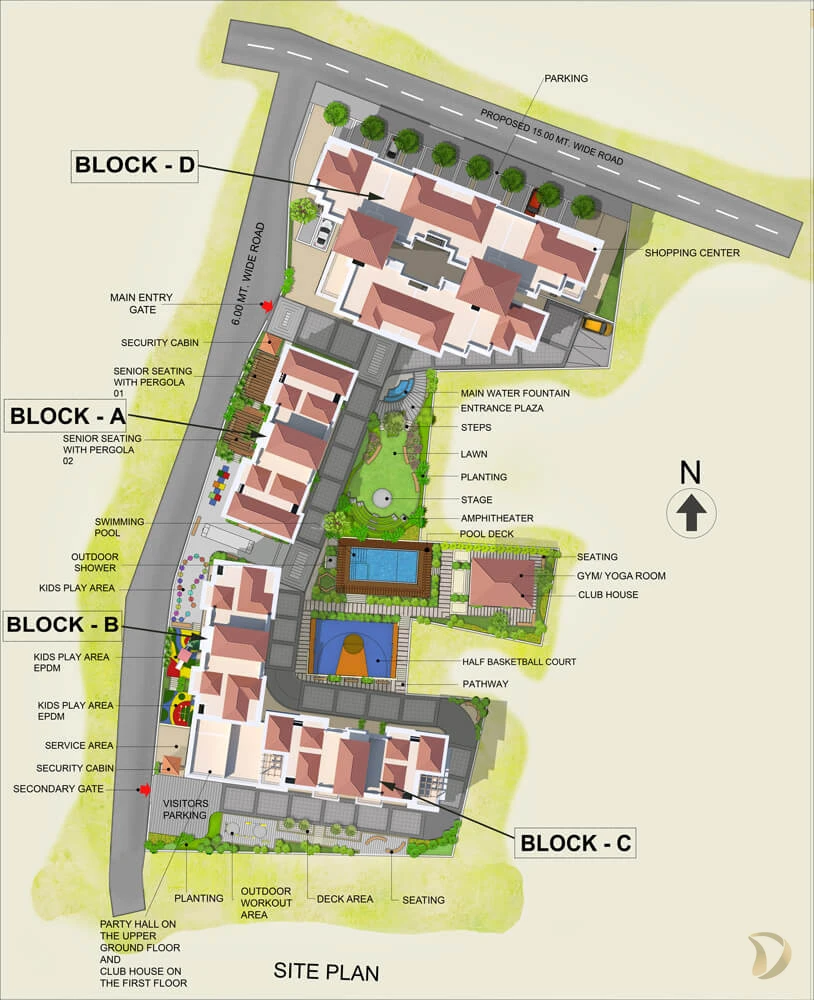 PARKING
PROPOSED 15.00 MT. WIDE ROAD
BLOCK - D
SHOPPING CENTER
6.00 MT. WIDE ROAD
MAIN ENTRY
GATE
SECURITY CABIN
SENIOR SEATING
WITH PERGOLA
01
BLOCK - A
SENIOR SEATING
WITH PERGOLA
02
MAIN WATER FOUNTAIN
ENTRANCE PLAZA
STEPS
LAWN
PLANTING
STAGE
AMPHITHEATER
POOL DECK
N
SWIMMING
POOL
OUTDOOR
SHOWER
KIDS PLAY AREA
SEATING
GYM/ YOGA ROOM
CLUB HOUSE
BLOCK - B
KIDS PLAY AREA
EPDM
KIDS PLAY AREA
EPDM
HALF BASKETBALL COURT
PATHWAY
SERVICE AREA
SECURITY CABIN
SECONDARY GATE
VISITORS
PARKING
BLOCK - C
PLANTING
OUTDOOR
WORKOUT
AREA
DECK AREA
SEATING
PARTY HALL ON
THE UPPER
GROUND FLOOR
AND
CLUB HOUSE ON
THE FIRST FLOOR
SITE PLAN